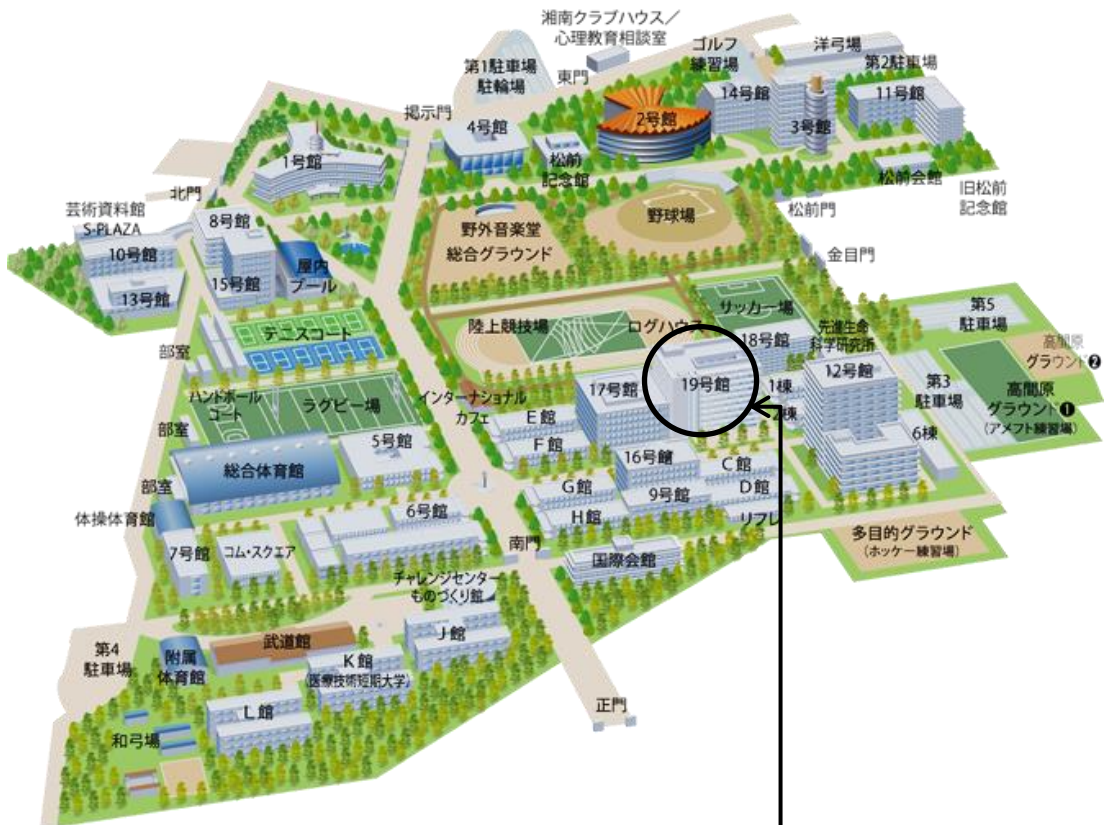 湘南クラブハウス／
心理教育相談室
ゴルフ
練習場
洋弓場
第1駐車場
駐輪場
東門
第2駐車場
掲示門
4号館
2号館
14号館
3号館
11号館
1号館
松前
記念館
松前会館
旧松前
記念館
北門
松前門
芸術資料館
S-PLAZA
8号館
野外音楽堂
総合グラウンド
野球場
10号館
屋内
プール
金目門
13号館
15号館
サッカー場
第5
駐車場
テニスコート
陸上競技場
ログハウス
18号館
先進生命
科学研究所
部室
高間原
グラウンド❷
12号館
19号館
17号館
1棟
2棟
第3
駐車場
高間原
グラウンド❶
(アメフト練習場)
ハンドボール
コート
ラグビー場
インターナショナル
カフェ
E館
F館
部室
5号館
6棟
総合体育館
16号館
C館
G館
9号館
D館
部室
6号館
H館
リフレ
体操体育館
多目的グラウンド
(ホッケー練習場)
7号館
コム・スクエア
南門
国際会館
チャレンジセンター
ものづくり館
J館
武道館
第4
駐車場
附属
体育館
K館
(医療技術短期大学)
L館
正門
和弓場